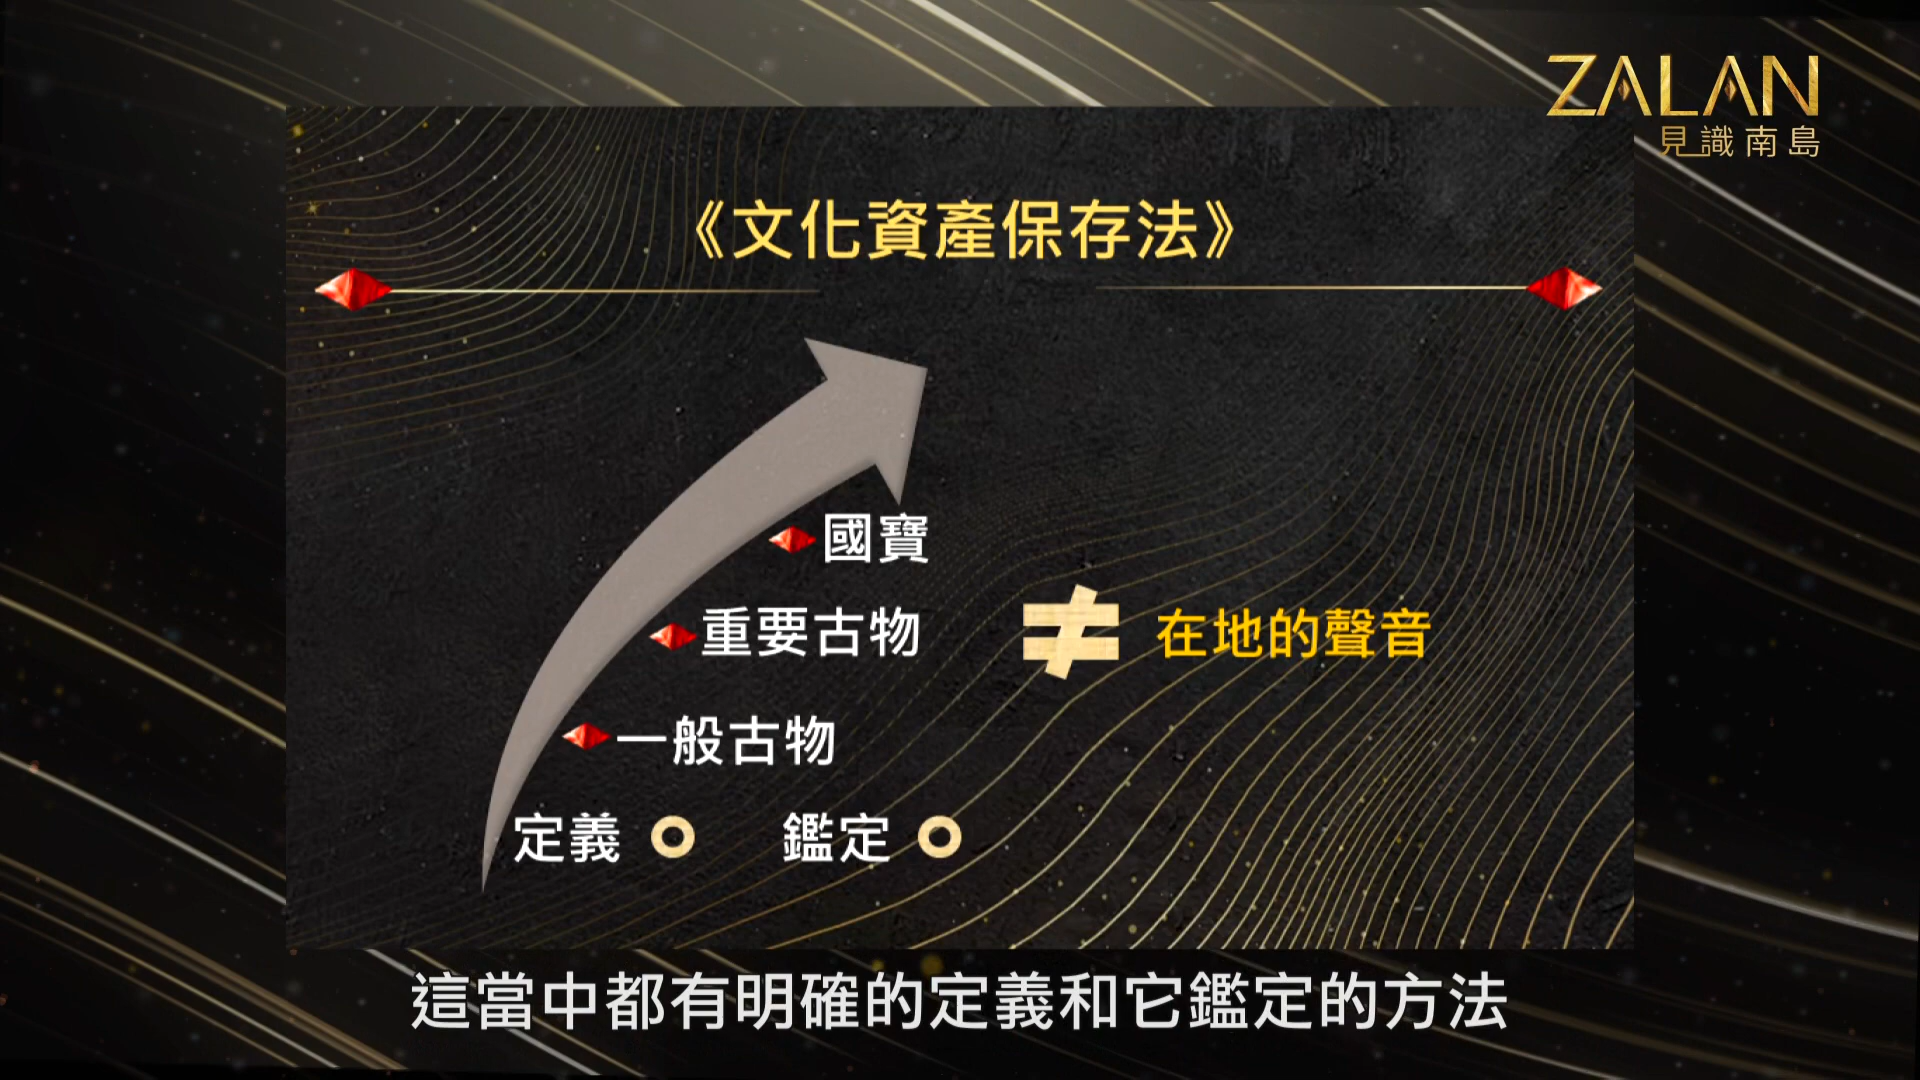 ZALAN
見識南島
《文化資產保存法》
國寶
重要古物
≠ 在地的聲音
一般古物
定義 鑑定
這當中都有明確的定義和它鑑定的方法